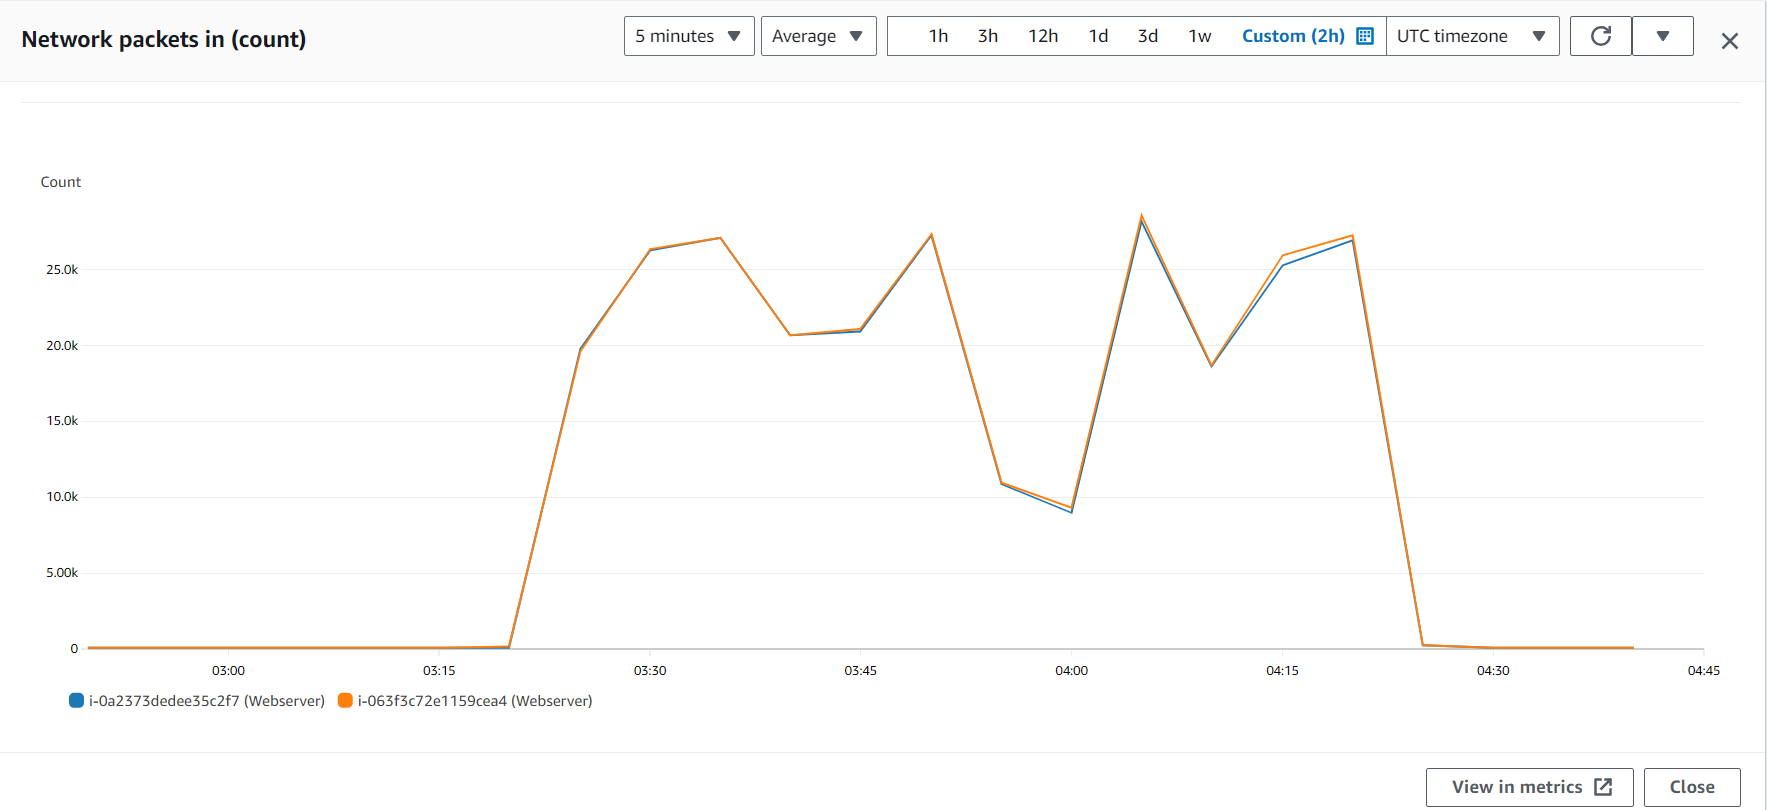 Network packets in (count)
5 minutes
Average
1h 3h 12h 1d 3d 1w Custom (2h)
UTC timezone
Count
25.0k
20.0k
15.0k
10.0k
5.00k
0
03:00 03:15 03:30 03:45 04:00 04:15 04:30 04:45
i-0a2373dedee35c2f7 (Webserver) i-063f3c72e1159cea4 (Webserver)
View in metrics
Close